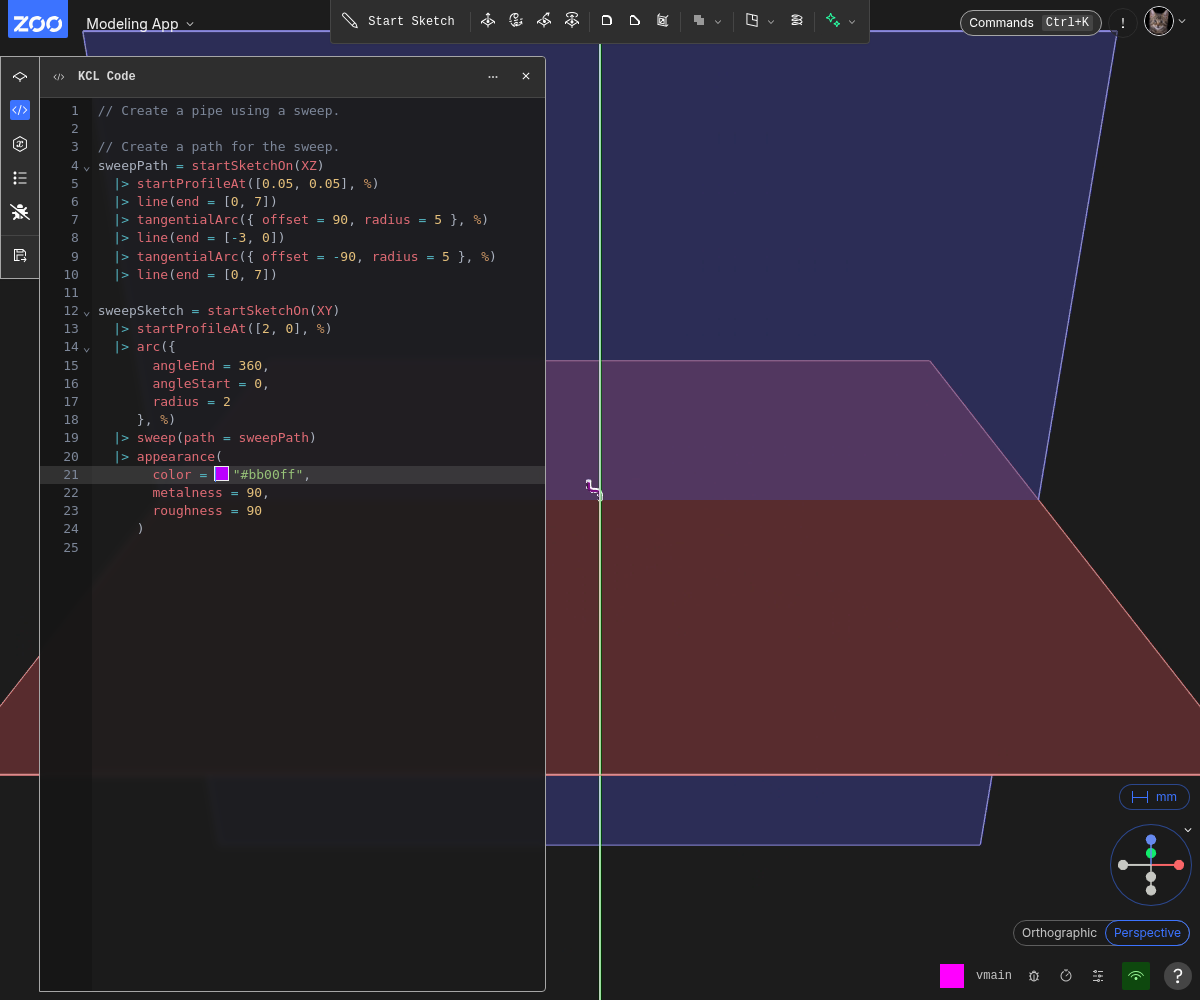 ZOO
Modeling App
Start Sketch
Commands Ctrl+K
!
KCL Code
1 // Create a pipe using a sweep.
2
3 // Create a path for the sweep.
4 sweepPath = startSketchOn(XZ)
5 |> startProfileAt([0.05, 0.05], %)
6 |> line(end = [0, 7])
7 |> tangentialArc({ offset = 90, radius = 5 }, %)
8 |> line(end = [-3, 0])
9 |> tangentialArc({ offset = -90, radius = 5 }, %)
10 |> line(end = [0, 7])
11
12 sweepSketch = startSketchOn(XY)
13 |> startProfileAt([2, 0], %)
14 |> arc({
15 angleEnd = 360,
16 angleStart = 0,
17 radius = 2
18 }, %)
19 |> sweep(path = sweepPath)
20 |> appearance(
21 color = "#bb00ff",
22 metalness = 90,
23 roughness = 90
24 )
25
mm
Orthographic Perspective
vmain
?